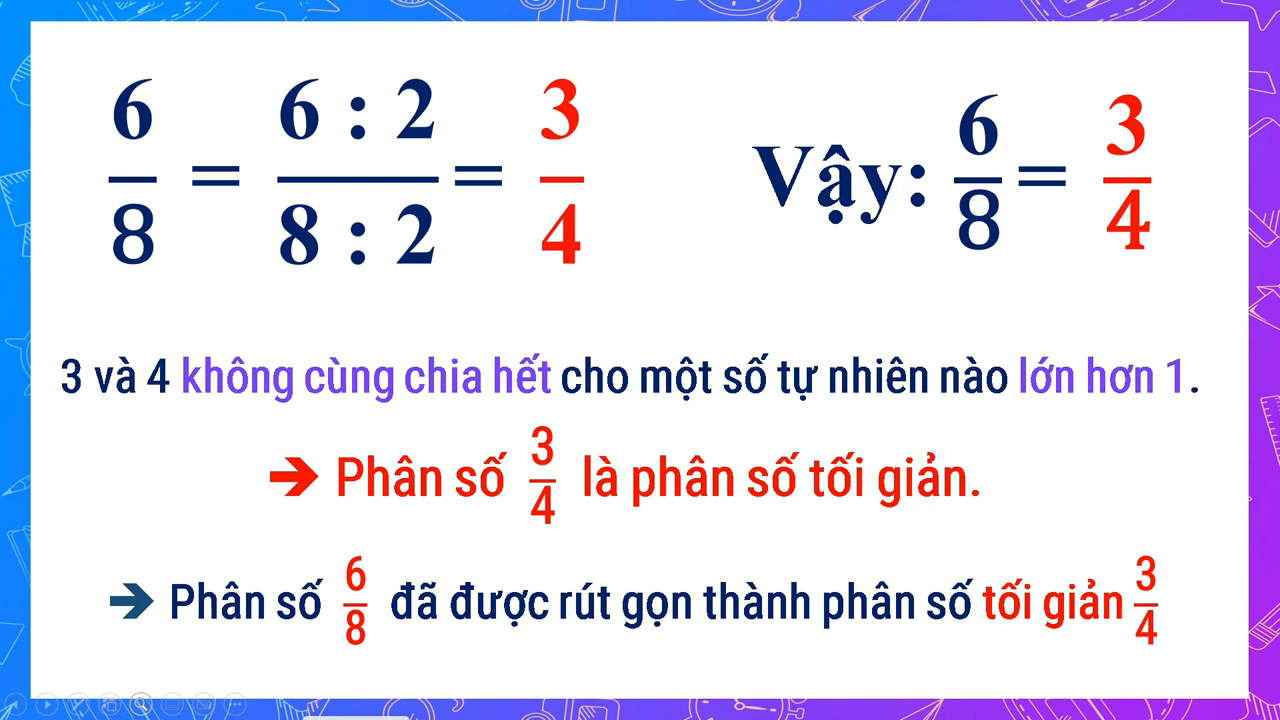 6/8 = 6 : 2/8 : 2 = 3/4
Vậy: 6/8 = 3/4
3 và 4 không cùng chia hết cho một số tự nhiên nào lớn hơn 1.
➔ Phân số 3/4 là phân số tối giản.
➔ Phân số 6/8 đã được rút gọn thành phân số tối giản 3/4